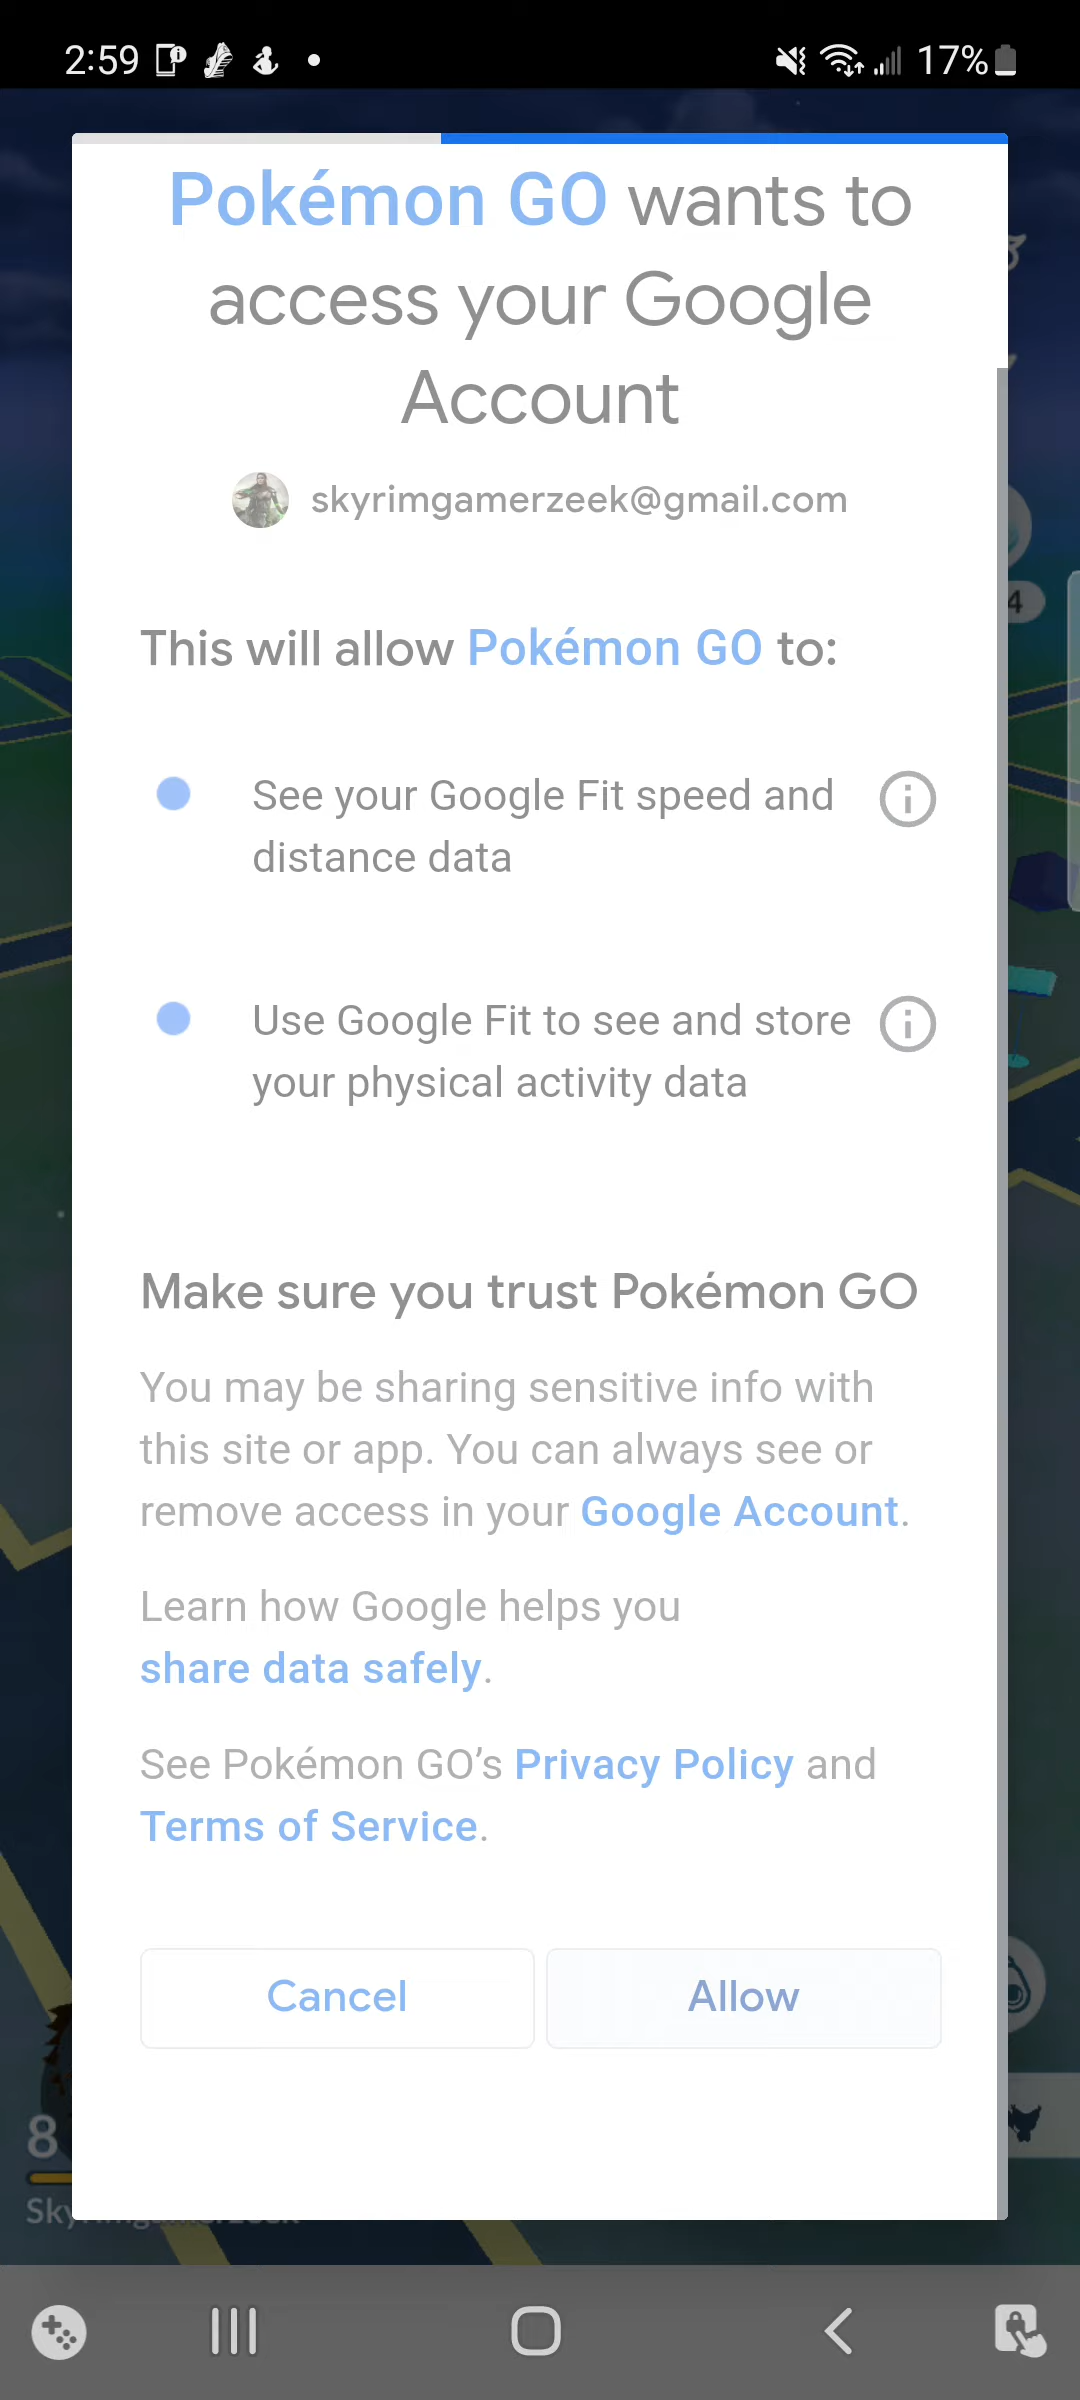 2:59
17%
Pokémon GO wants to
access your Google
Account
skyrimgamerzeek@gmail.com
4
This will allow Pokémon GO to:
See your Google Fit speed and
distance data
Use Google Fit to see and store
your physical activity data
Make sure you trust Pokémon GO
You may be sharing sensitive info with
this site or app. You can always see or
remove access in your Google Account.
Learn how Google helps you
share data safely.
See Pokémon GO’s Privacy Policy and
Terms of Service.
Cancel
Allow
8